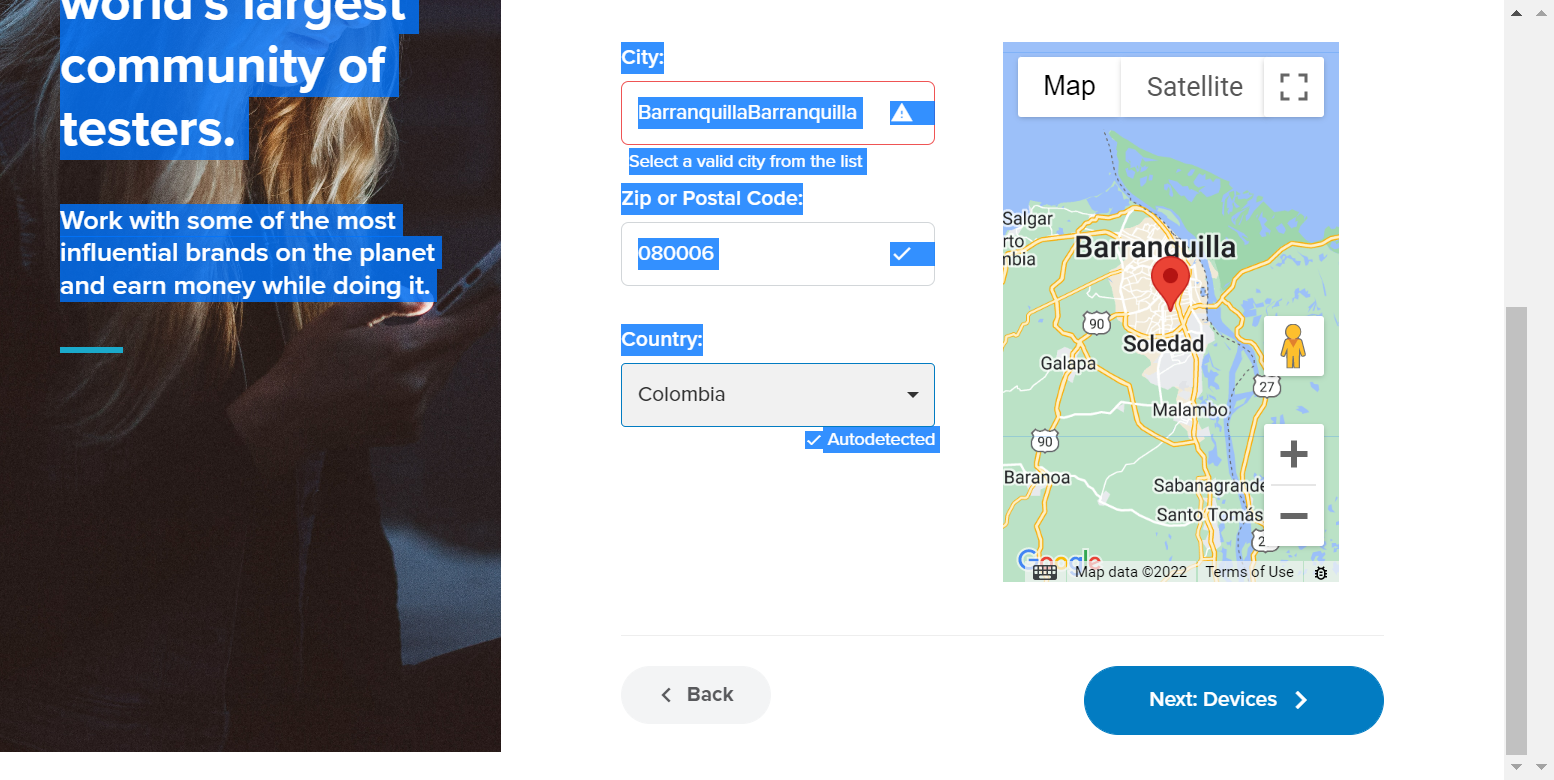 world's largest
community of
testers.
Work with some of the most
influential brands on the planet
and earn money while doing it.
City:
BarranquillaBarranquilla
Select a valid city from the list
Zip or Postal Code:
080006
Country:
Colombia
Autodetected
Map
Satellite
Salgar
rto
nbia
Barranquilla
90
Soledad
Galapa
27
Malambo
90
Baranoa
Sabanagrande
Santo Tomás
2
Google
Map data ©2022
Terms of Use
Back
Next: Devices